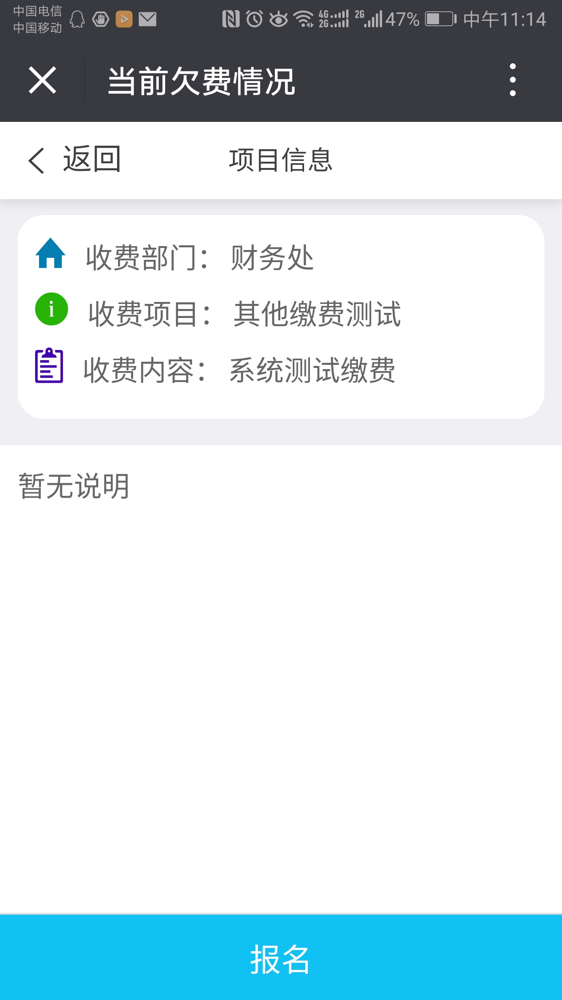 中国电信
中国移动
4G
2G
2G
47%
中午11:14
当前欠费情况
返回
项目信息
收费部门： 财务处
收费项目： 其他缴费测试
收费内容： 系统测试缴费
暂无说明
报名